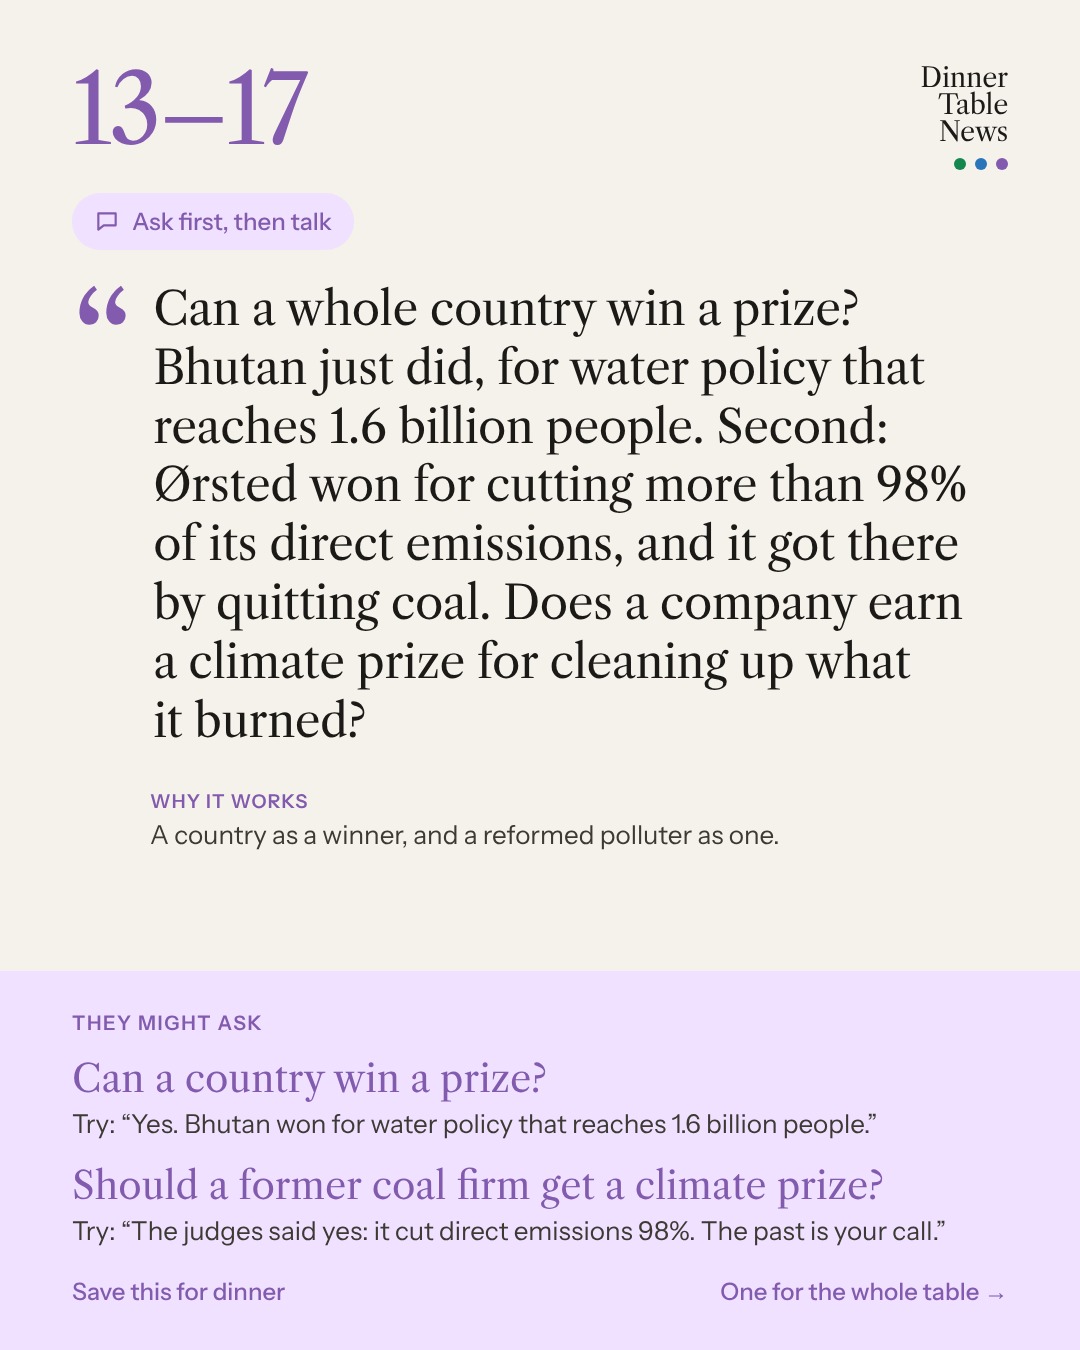 13–17
Dinner
Table
News
Ask first, then talk
“Can a whole country win a prize?
Bhutan just did, for water policy that
reaches 1.6 billion people. Second:
Ørsted won for cutting more than 98%
of its direct emissions, and it got there
by quitting coal. Does a company earn
a climate prize for cleaning up what
it burned?
WHY IT WORKS
A country as a winner, and a reformed polluter as one.
THEY MIGHT ASK
Can a country win a prize?
Try: “Yes. Bhutan won for water policy that reaches 1.6 billion people.”
Should a former coal firm get a climate prize?
Try: “The judges said yes: it cut direct emissions 98%. The past is your call.”
Save this for dinner
One for the whole table →